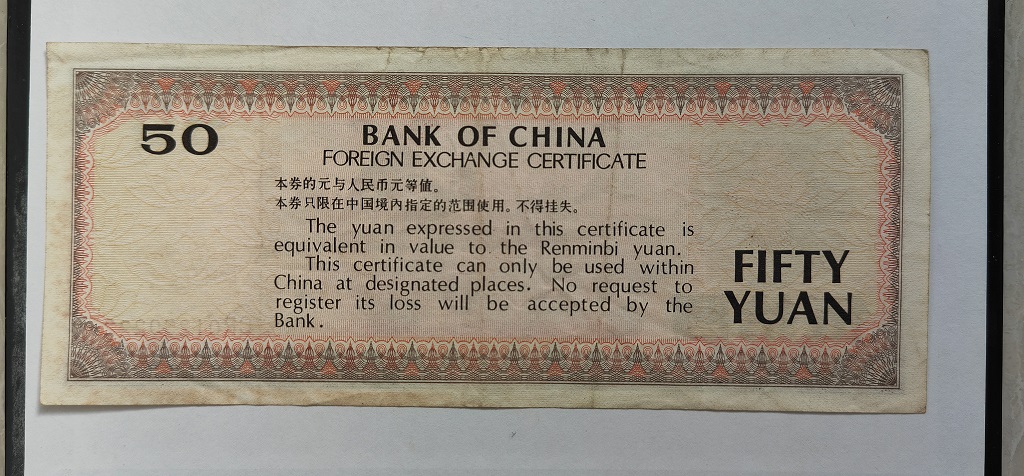 50
BANK OF CHINA
FOREIGN EXCHANGE CERTIFICATE
本券的元与人民币元等值。
本券只限在中国境内指定的范围使用。不得挂失。
The yuan expressed in this certificate is
equivalent in value to the Renminbi yuan.
This certificate can only be used within
China at designated places. No request to
register its loss will be accepted by the
Bank.
FIFTY
YUAN